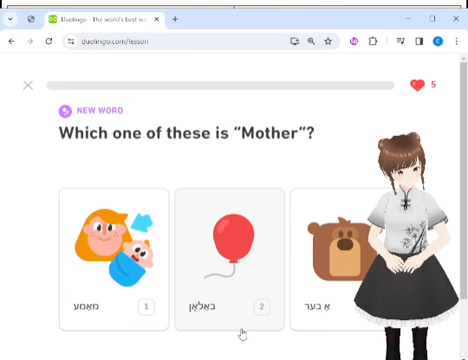 Duolingo - The world's best wa
duolingo.com/lesson
5
NEW WORD
Which one of these is “Mother”?
מאַמע
1
באַלאָן
2
אַ בער